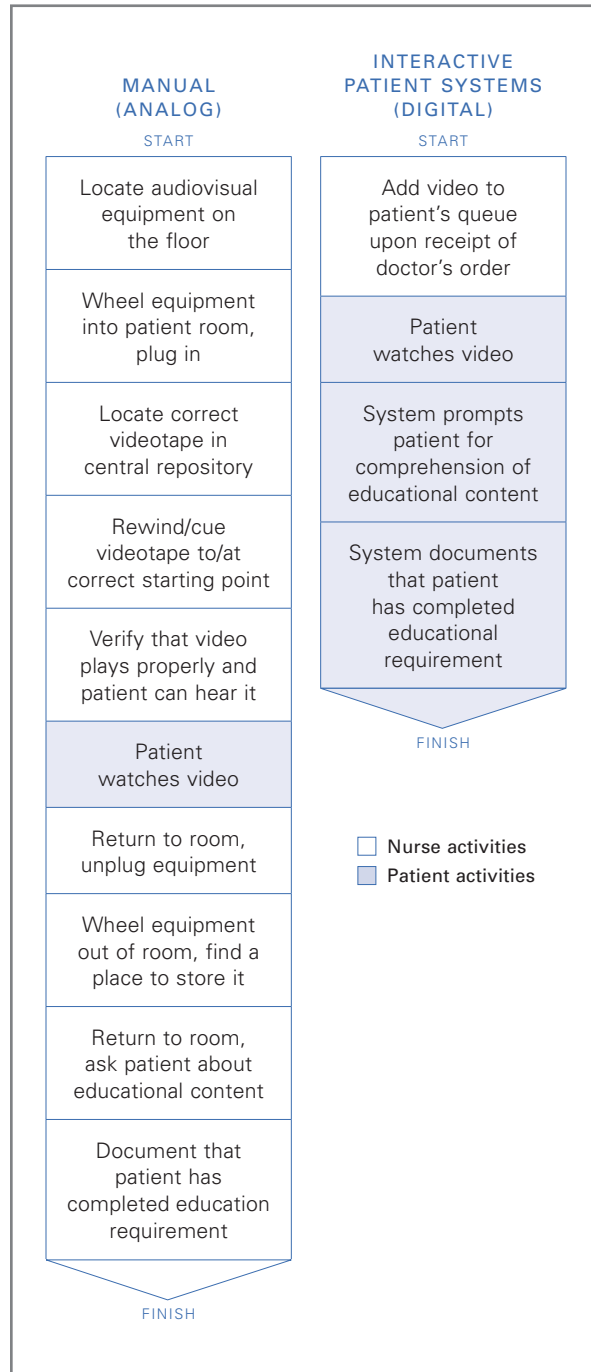 MANUAL
(ANALOG)
START
Locate audiovisual
equipment on
the floor
Wheel equipment
into patient room,
plug in
Locate correct
videotape in
central repository
Rewind/cue
videotape to/at
correct starting point
Verify that video
plays properly and
patient can hear it
Patient
watches video
Return to room,
unplug equipment
Wheel equipment
out of room, find a
place to store it
Return to room,
ask patient about
educational content
Document that
patient has
completed education
requirement
FINISH
INTERACTIVE
PATIENT SYSTEMS
(DIGITAL)
START
Add video to
patient’s queue
upon receipt of
doctor’s order
Patient
watches video
System prompts
patient for
comprehension of
educational content
System documents
that patient
has completed
educational
requirement
FINISH
Nurse activities
Patient activities